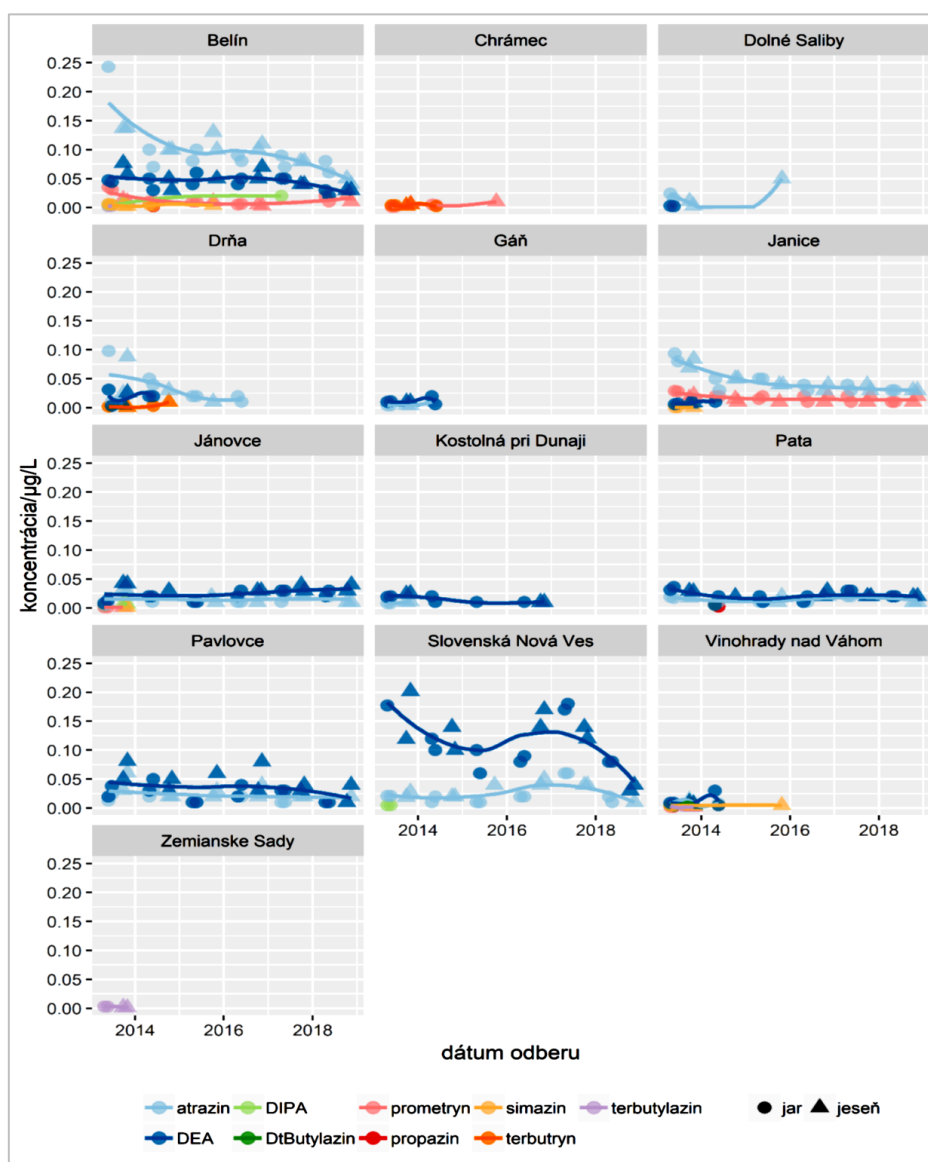 Belín Chrámec Dolné Saliby
0.25
0.20
0.15
0.10
0.05
0.00
Drňa Gáň Janice
0.25
0.20
0.15
0.10
0.05
0.00
Jánovce Kostolná pri Dunaji Pata
0.25
0.20
0.15
0.10
0.05
0.00
koncentrácia/µg/L
Pavlovce Slovenská Nová Ves Vinohrady nad Váhom
0.25
0.20
0.15
0.10
0.05
0.00
2014 2016 2018 2014 2016 2018
Zemianske Sady
0.25
0.20
0.15
0.10
0.05
0.00
2014 2016 2018
dátum odberu
atrazin DIPA prometryn simazin terbutylazin jar jeseň
DEA DtButylazin propazin terbutryn